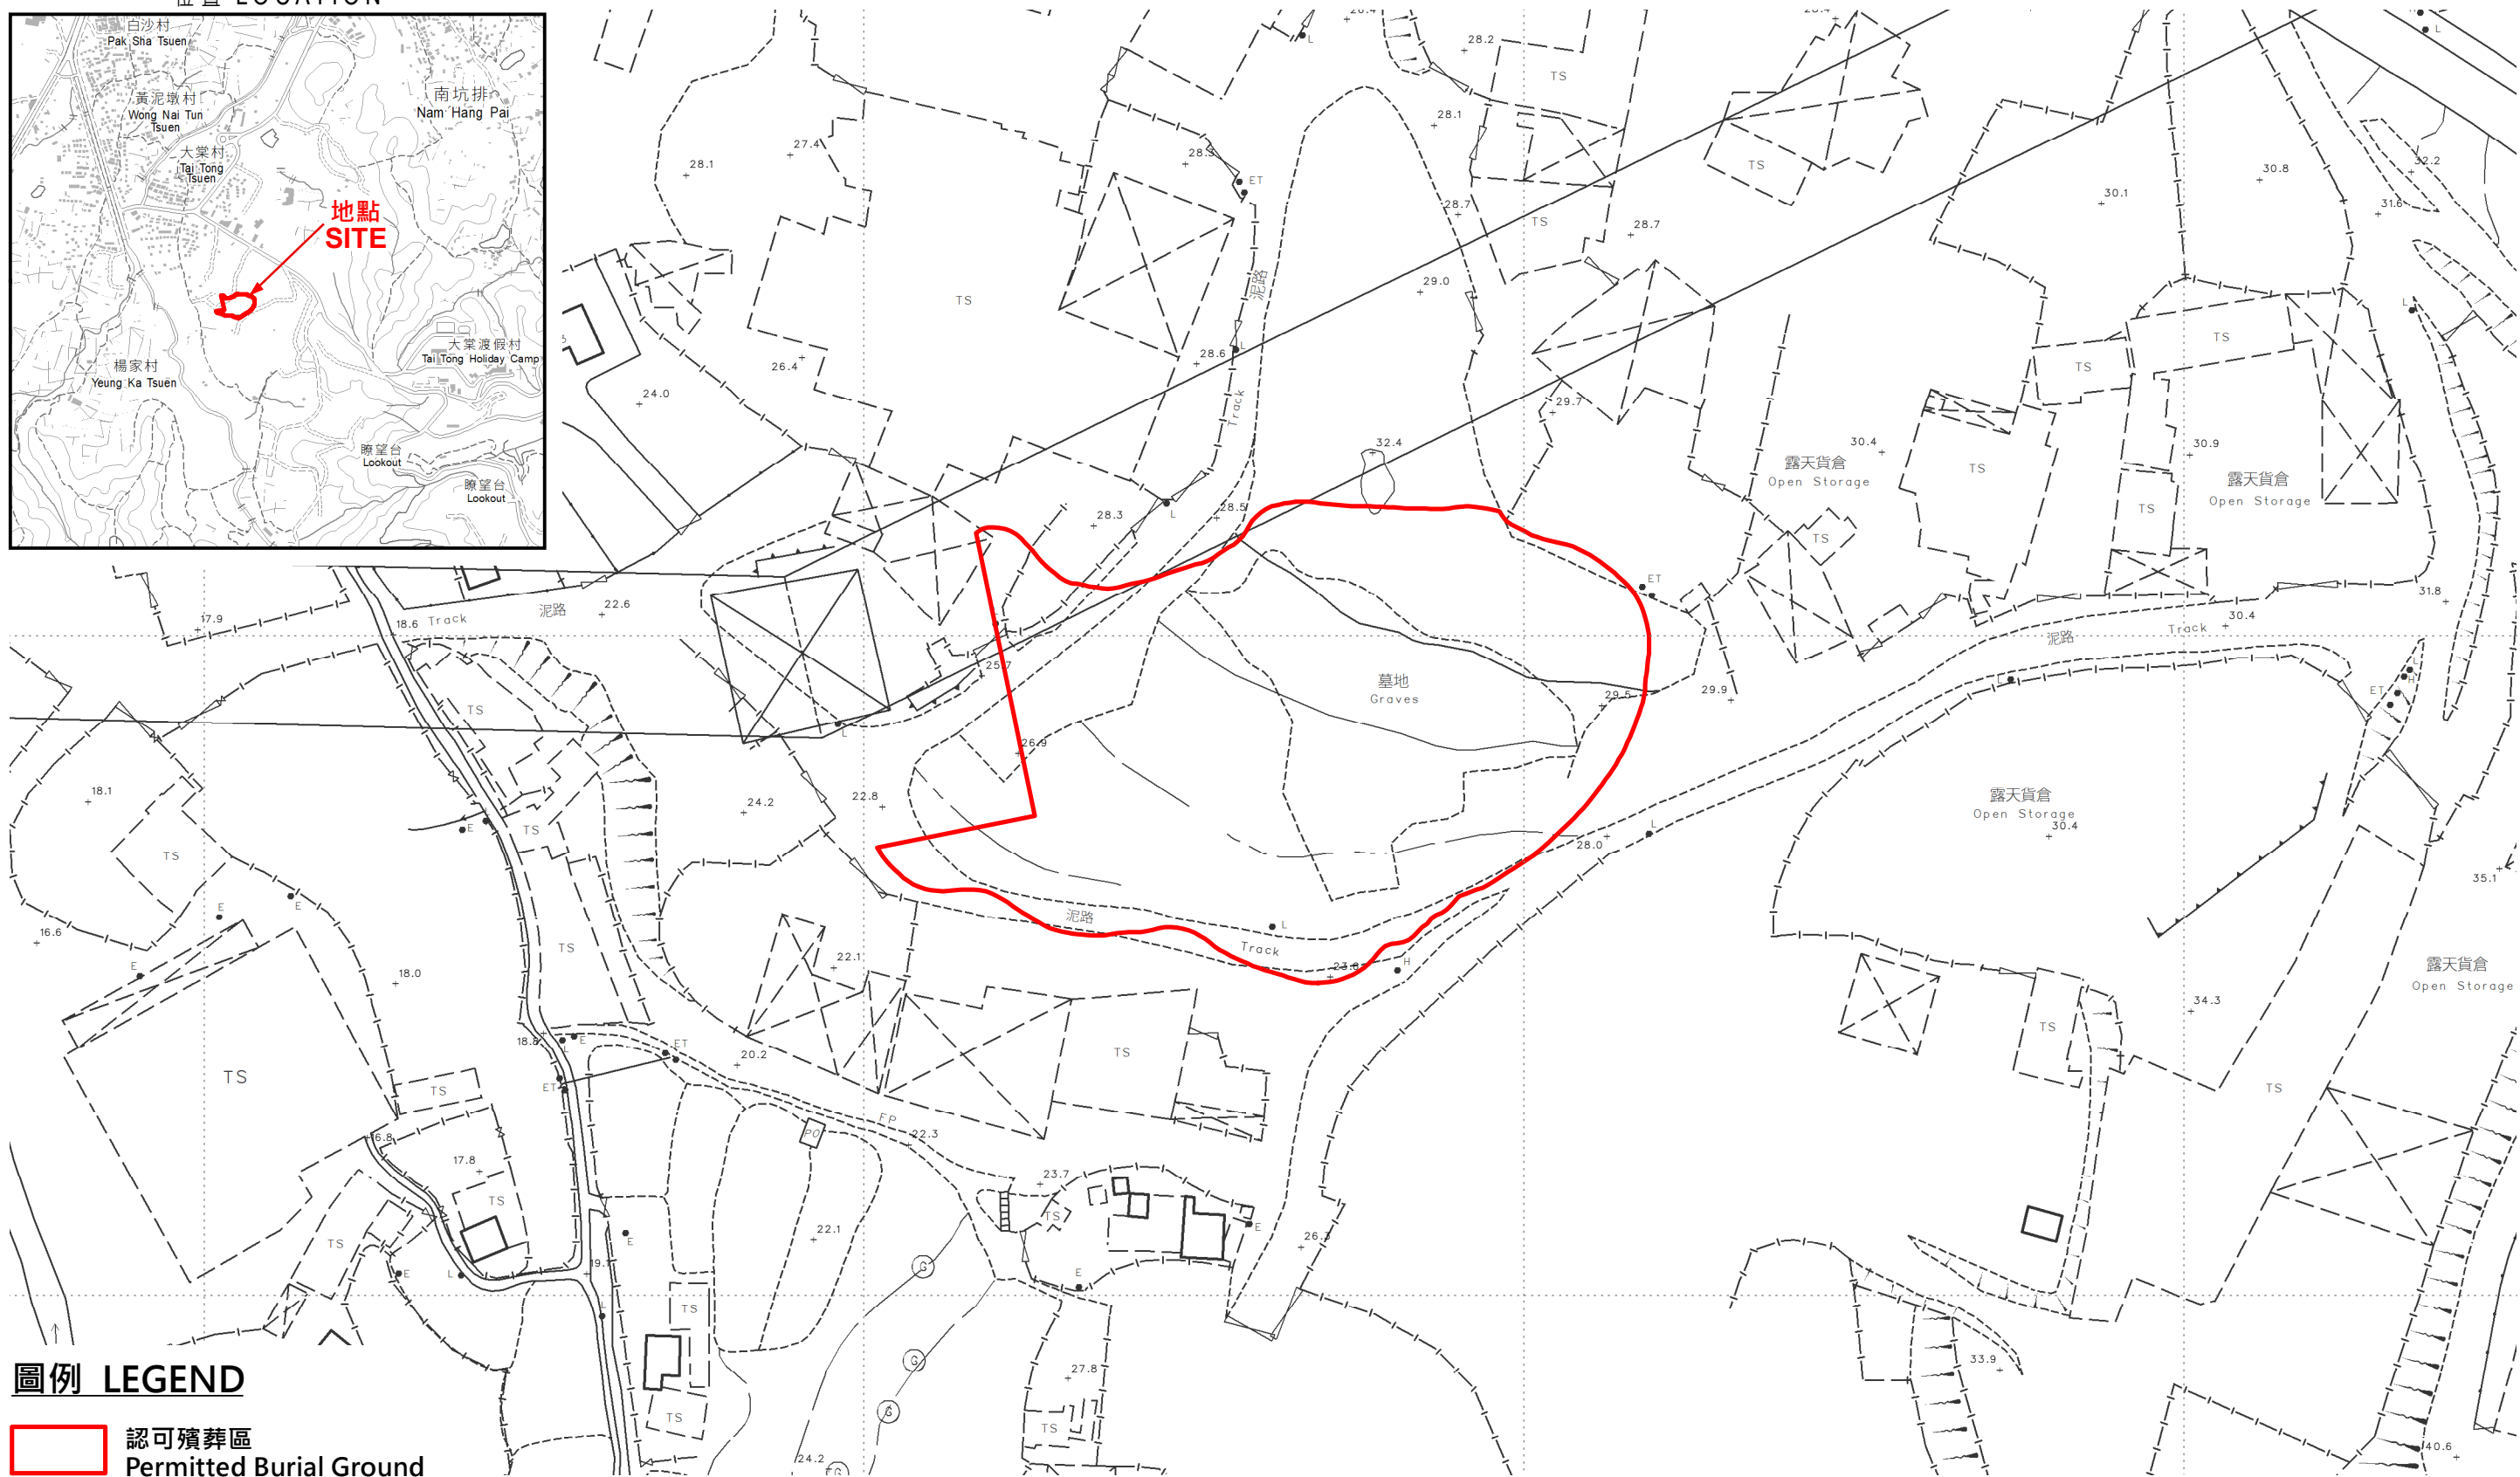 位置 LOCATION
白沙村
Pak Sha Tsuen
黃泥墩村
Wong Nai Tun
Tsuen
南坑排
Nam Hang Pai
大棠村
Tai Tong
Tsuen
地點
SITE
大棠渡假村
Tai Tong Holiday Camp
楊家村
Yeung Ka Tsuen
瞭望台
Lookout
瞭望台
Lookout
28.2
TS
28.1
27.4
28.1
ET
28.7
28.7
TS
TS
30.1
30.8
32.2
31.6
TS
泥路
29.0
28.6
26.4
24.0
Track
29.7
32.4
30.4
露天貨倉
Open Storage
TS
TS
TS
30.9
露天貨倉
Open Storage
TS
TS
28.3
28.5
ET
17.9
18.6
Track
泥路
22.6
25.7
墓地
Graves
29.5
29.9
泥路
Track
30.4
31.8
ET
H
TS
26.9
18.1
24.2
22.8
TS
TS
28.0
露天貨倉
Open Storage
30.4
35.1
16.6
18.0
TS
22.1
泥路
Track
H
露天貨倉
Open Storage
34.3
TS
TS
TS
TS
ET
ET
20.2
TS
TS
FP
22.3
PO
17.8
TS
23.7
TS
22.1
26.3
TS
19.1
TS
G
G
G
27.8
TS
TS
24.2
33.9
40.6
圖例 LEGEND
認可殯葬區
Permitted Burial Ground